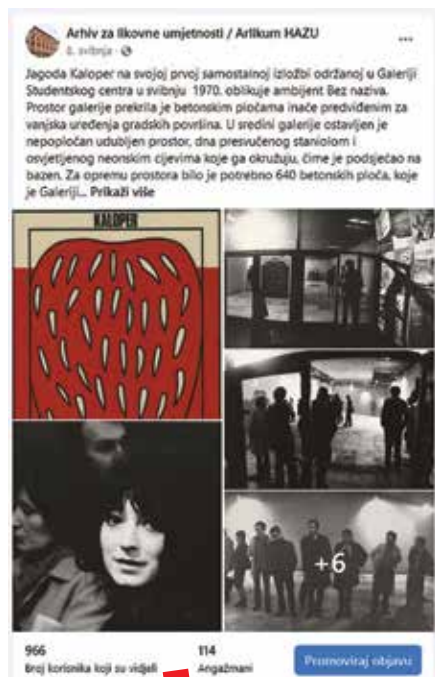 Arhiv za likovne umjetnosti / Arlikum HAZU
8. svibnja ·
Jagoda Kaloper na svojoj prvoj samostalnoj izložbi održanoj u Galeriji
Studentskog centra u svibnju 1970. oblikuje ambijent Bez naziva.
Prostor galerije prekrila je betonskim pločama inače predviđenim za
vanjska uređenja gradskih površina. U sredini galerije ostavljen je
nepopločan udubljen prostor, dna presvučenog staniolom i
osvjetljenog neonskim cijevima koje ga okružuju, čime je podsjećao na
bazen. Za opremu prostora bilo je potrebno 640 betonskih ploča, koje
je Galeriji... Prikaži više
KALOPER
+6
966
Broj korisnika koji su vidjeli
114
Angažmani
Promoviraj objavu